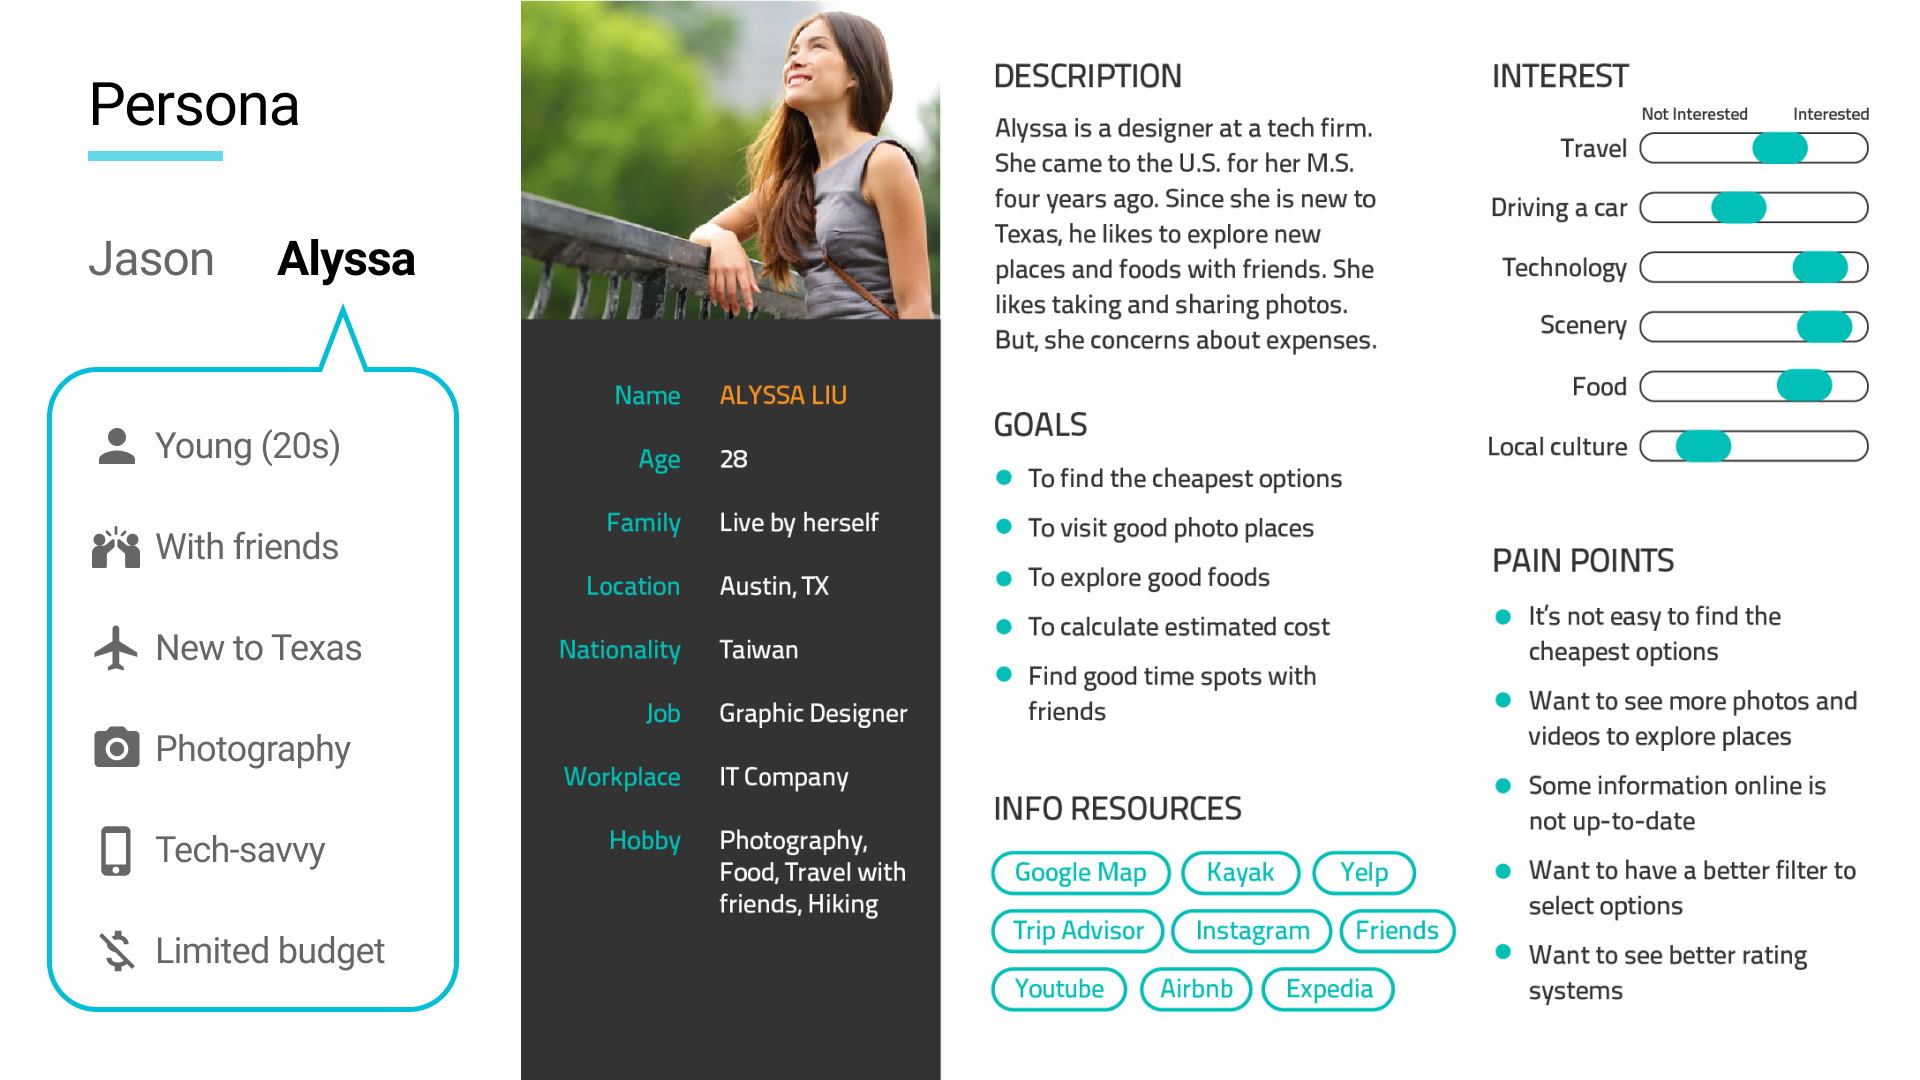 Persona
Jason
Alyssa
Young (20s)
With friends
New to Texas
Photography
Tech-savvy
Limited budget
Name ALYSSA LIU
Age 28
Family Live by herself
Location Austin, TX
Nationality Taiwan
Job Graphic Designer
Workplace IT Company
Hobby Photography,
Food, Travel with
friends, Hiking
DESCRIPTION
Alyssa is a designer at a tech firm.
She came to the U.S. for her M.S.
four years ago. Since she is new to
Texas, he likes to explore new
places and foods with friends. She
likes taking and sharing photos.
But, she concerns about expenses.
GOALS
To find the cheapest options
To visit good photo places
To explore good foods
To calculate estimated cost
Find good time spots with
friends
INFO RESOURCES
Google Map Kayak Yelp
Trip Advisor Instagram Friends
Youtube Airbnb Expedia
INTEREST
Not Interested Interested
Travel
Driving a car
Technology
Scenery
Food
Local culture
PAIN POINTS
It’s not easy to find the
cheapest options
Want to see more photos and
videos to explore places
Some information online is
not up-to-date
Want to have a better filter to
select options
Want to see better rating
systems